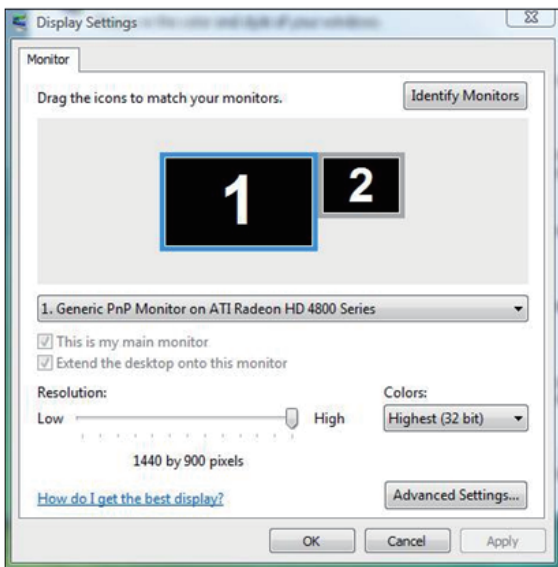 Display Settings
Monitor
Drag the icons to match your monitors.
Identify Monitors
1
2
1. Generic PnP Monitor on ATI Radeon HD 4800 Series
This is my main monitor
Extend the desktop onto this monitor
Resolution:
Colors:
Low
High
Highest (32 bit)
1440 by 900 pixels
How do I get the best display?
Advanced Settings...
OK
Cancel
Apply